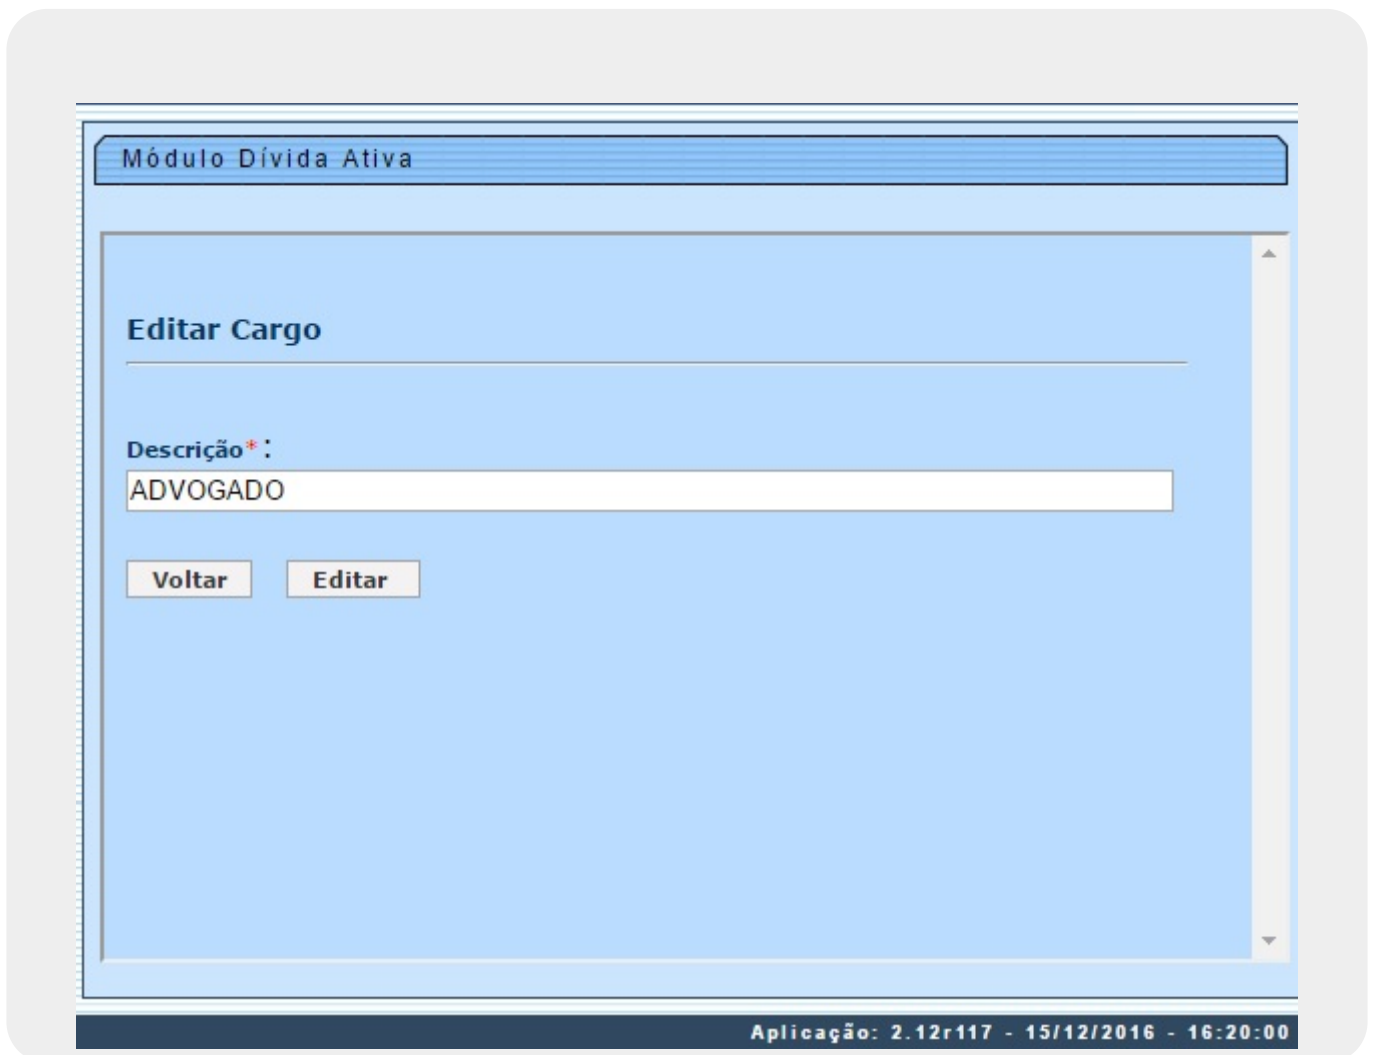 Módulo Dívida Ativa
Editar Cargo
Descrição*:
ADVOGADO
Voltar Editar
Aplicação: 2.12r117 - 15/12/2016 - 16:20:00